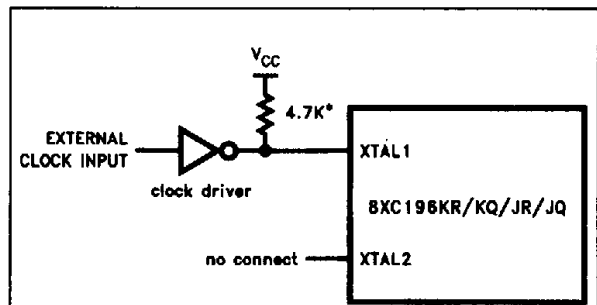 VCC
4.7K*
EXTERNAL
CLOCK INPUT
clock driver
XTAL1
8XC196KR/KQ/JR/JQ
no connect
XTAL2